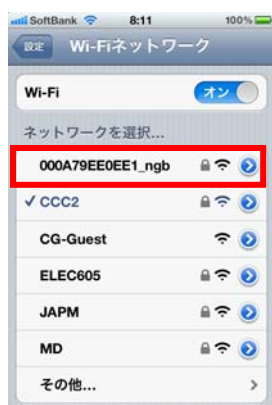 SoftBank 8:11 100%
設定 Wi-Fiネットワーク
Wi-Fi オン
ネットワークを選択...
000A79EE0EE1_ngb
✓ CCC2
CG-Guest
ELEC605
JAPM
MD
その他...